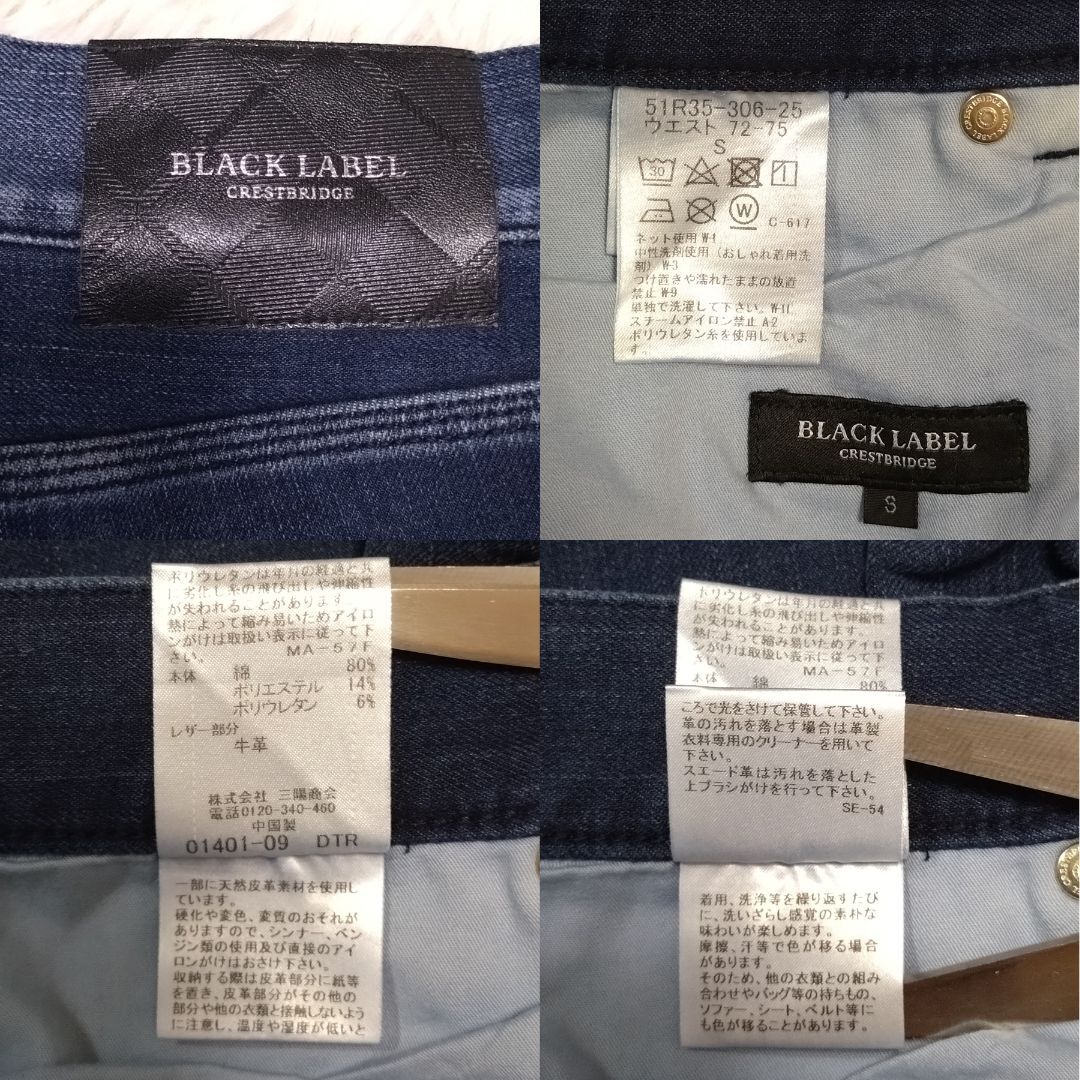 BLACK LABEL
CRESTBRIDGE
51R35-306-25
ウエスト 72-75
S
30
1
W
C-617
ネット使用 W-1
中性洗剤使用(おしゃれ着用洗
剤) W-3
つけ置きや濡れたままの放置
禁止 W-9
単独で洗濯して下さい。W-11
スチームアイロン禁止 A-2
ポリウレタン糸を使用していま
す。
BLACK LABEL CRESTBRIDGE
BLACK LABEL
CRESTBRIDGE
S
ポリウレタンは年月の経過と共
に劣化し糸の飛び出しや伸縮性
が失われることがあります。
熱によって縮み易いためアイロ
ンがけは取扱い表示に従って下
さい。 MA-57F
本体 綿 80%
ポリエステル 14%
ポリウレタン 6%
レザー部分
牛革
株式会社 三陽商会
電話0120-340-460
中国製
01401-09 DTR
一部に天然皮革素材を使用し
ています。
硬化や変色、変質のおそれが
ありますので、シンナー、ベン
ジン類の使用及び直接のアイ
ロンがけはおさけ下さい。
収納する際は皮革部分に紙等
を置き、皮革部分がその他の
部分や他の衣類と接触しないよう
に注意し、温度や湿度が低いと
ポリウレタンは年月の経過と共
に劣化し糸の飛び出しや伸縮性
が失われることがあります。
熱によって縮み易いためアイロ
ンがけは取扱い表示に従って下
さい。 MA-57F
本体 綿 80%
ころで光をさけて保管して下さい。
革の汚れを落とす場合は革製
衣料専用のクリーナーを用いて
下さい。
スエード革は汚れを落とした
上ブラシがけを行って下さい。
SE-54
着用、洗浄等を繰り返すたび
に、洗いざらし感覚の素朴な
味わいが楽しめます。
摩擦、汗等で色が移る場合
があります。
そのため、他の衣類との組み
合わせやバッグ等の持ちもの、
ソファー、シート、ベルト等に
も色が移ることがあります。